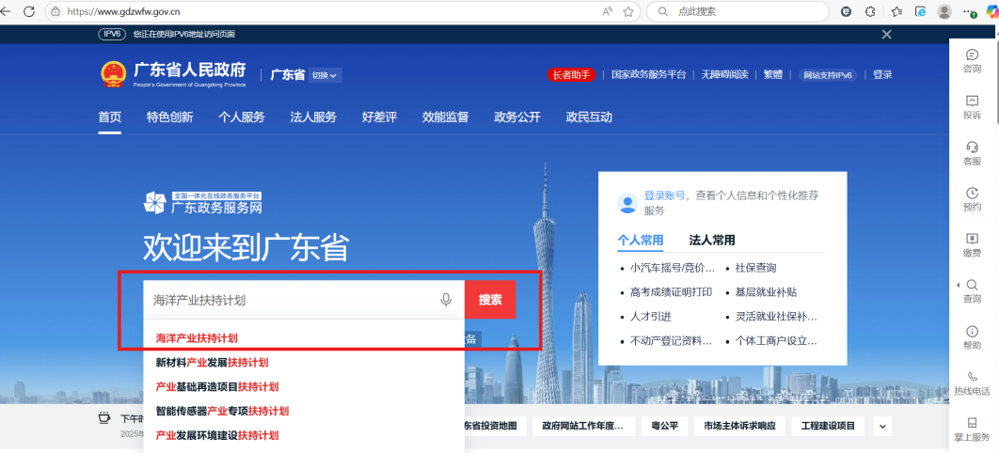 https://www.gdzwfw.gov.cn
点此搜索
IPV6 您正在使用IPV6地址访问页面
广东省人民政府
People's Government of Guangdong Province
广东省 切换
长者助手 国家政务服务平台 无障碍阅读 繁體 网站支持IPv6 登录
首页 特色创新 个人服务 法人服务 好差评 效能监督 政务公开 政民互动
全国一体化在线政务服务平台
广东政务服务网
欢迎来到广东省
海洋产业扶持计划 搜索
海洋产业扶持计划
新材料产业发展扶持计划
产业基础再造项目扶持计划
智能传感器产业专项扶持计划
产业发展环境建设扶持计划
登录账号，查看个人信息和个性化推荐
服务
个人常用 法人常用
小汽车摇号/竞价... 社保查询
高考成绩证明打印 基层就业补贴
人才引进 灵活就业社保补...
不动产登记资料... 个体工商户设立...
下午
2025
东省投资地图 政府网站工作年度... 粤公平 市场主体诉求响应 工程建设项目
咨询
投诉
客服
预约
缴费
查询
帮助
热线电话
掌上服务